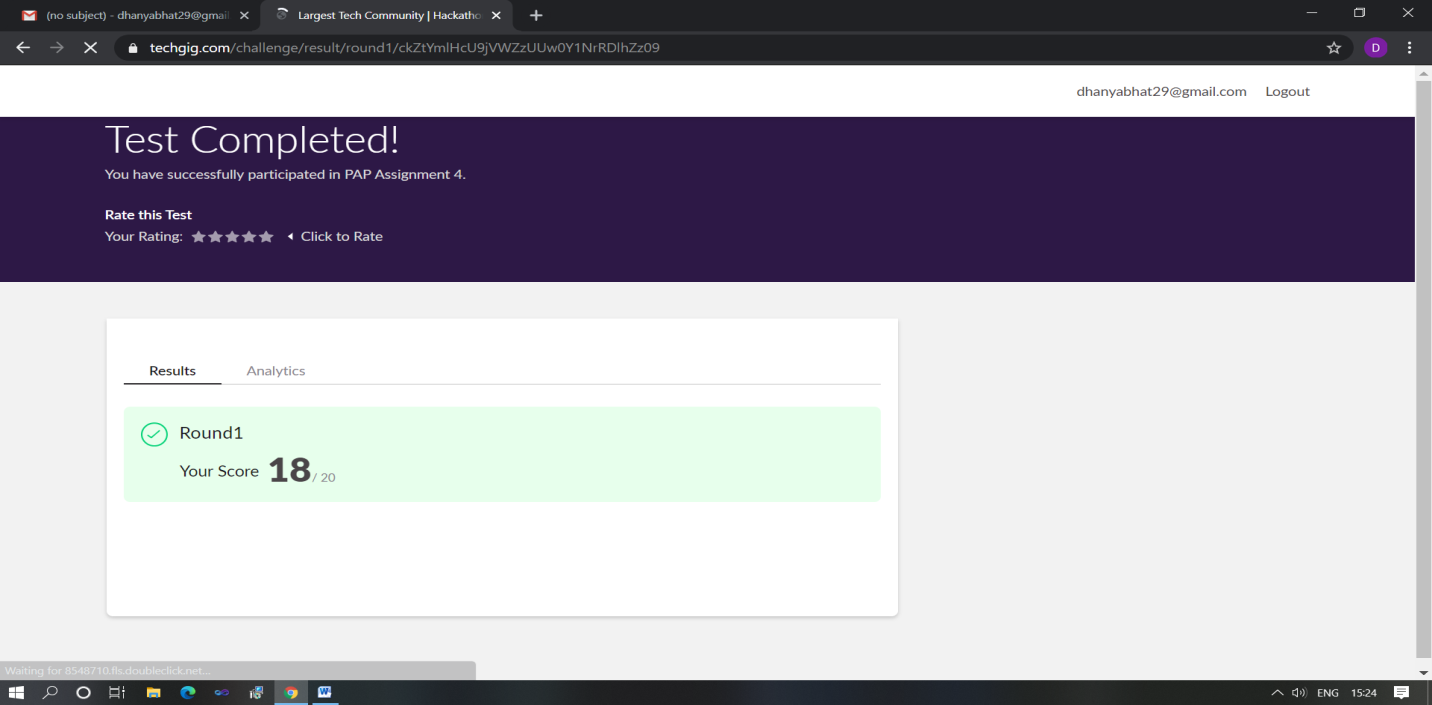 (no subject) - dhanyabhat29@gmail
Largest Tech Community | Hackatho
techgig.com/challenge/result/round1/ckZtYmlHcU9jVWZzUUw0Y1NrRDlhZz09
D
dhanyabhat29@gmail.com Logout
Test Completed!
You have successfully participated in PAP Assignment 4.
Rate this Test
Your Rating: Click to Rate
Results Analytics
Round1
Your Score 18 / 20
Waiting for 8548710.fls.doubleclick.net...
ENG 15:24